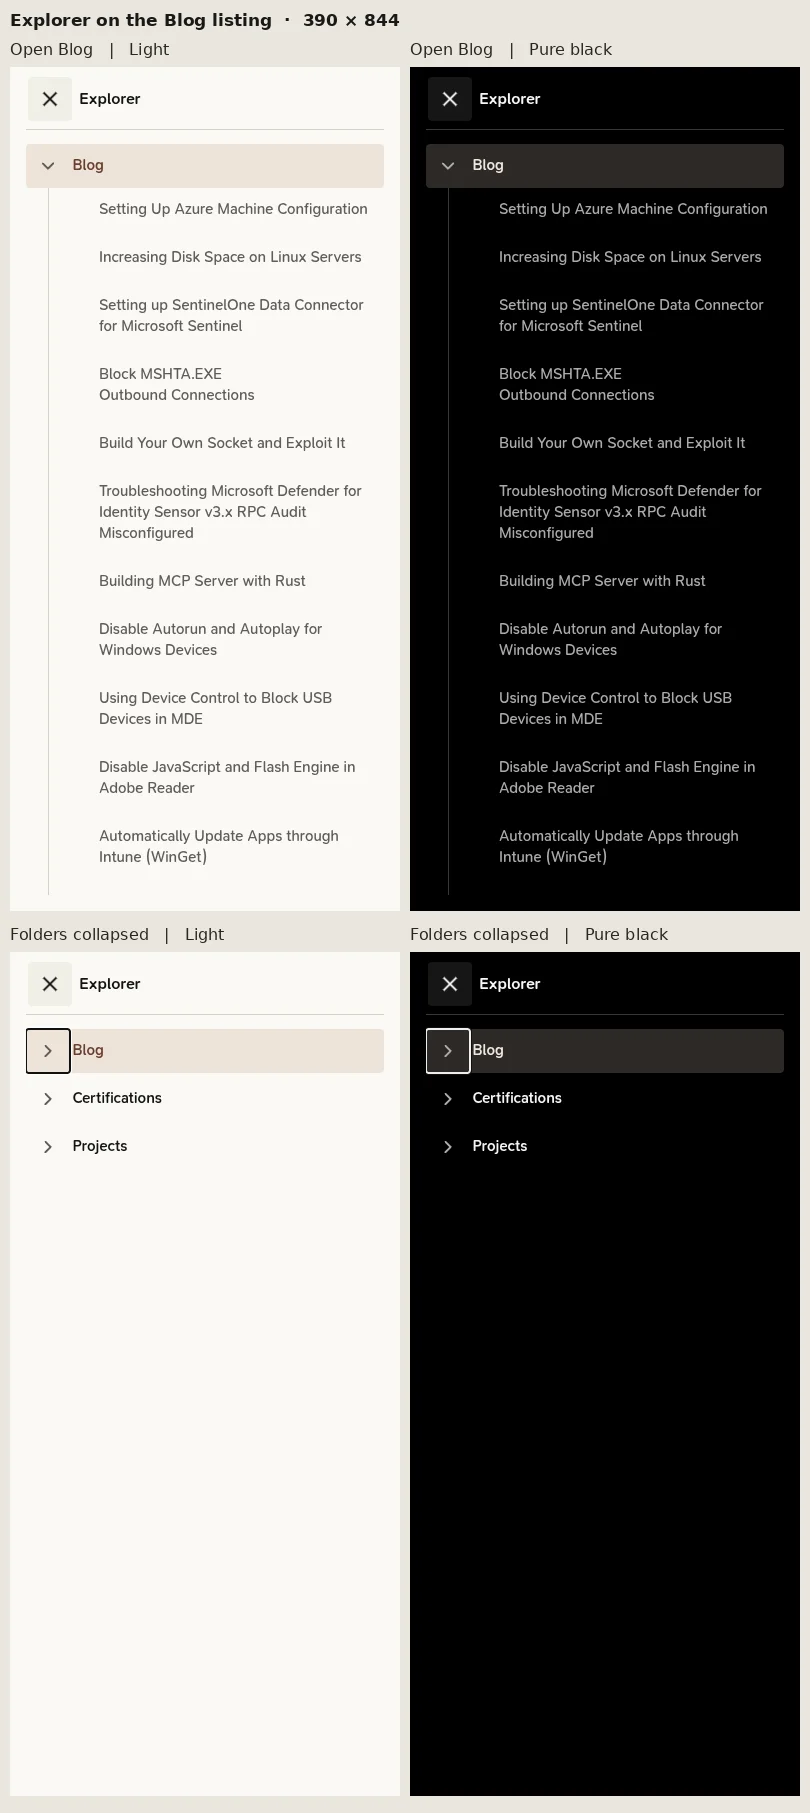 Explorer on the Blog listing · 390 × 844
Open Blog | Light
Explorer
Blog
Setting Up Azure Machine Configuration
Increasing Disk Space on Linux Servers
Setting up SentinelOne Data Connector
for Microsoft Sentinel
Block MSHTA.EXE
Outbound Connections
Build Your Own Socket and Exploit It
Troubleshooting Microsoft Defender for
Identity Sensor v3.x RPC Audit
Misconfigured
Building MCP Server with Rust
Disable Autorun and Autoplay for
Windows Devices
Using Device Control to Block USB
Devices in MDE
Disable JavaScript and Flash Engine in
Adobe Reader
Automatically Update Apps through
Intune (WinGet)
Open Blog | Pure black
Explorer
Blog
Setting Up Azure Machine Configuration
Increasing Disk Space on Linux Servers
Setting up SentinelOne Data Connector
for Microsoft Sentinel
Block MSHTA.EXE
Outbound Connections
Build Your Own Socket and Exploit It
Troubleshooting Microsoft Defender for
Identity Sensor v3.x RPC Audit
Misconfigured
Building MCP Server with Rust
Disable Autorun and Autoplay for
Windows Devices
Using Device Control to Block USB
Devices in MDE
Disable JavaScript and Flash Engine in
Adobe Reader
Automatically Update Apps through
Intune (WinGet)
Folders collapsed | Light
Explorer
Blog
Certifications
Projects
Folders collapsed | Pure black
Explorer
Blog
Certifications
Projects